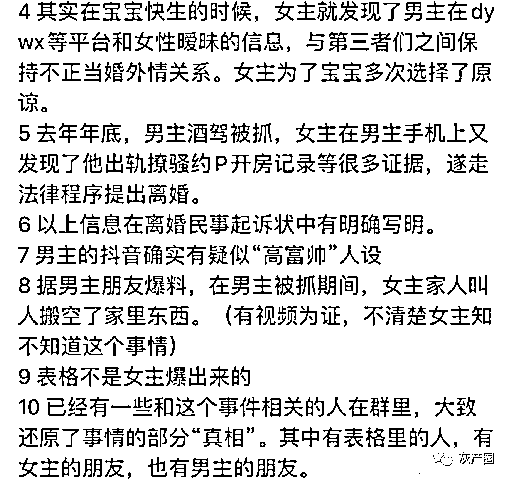 4 其实在宝宝快生的时候，女主就发现了男主在dy
wx等平台和女性暧昧的信息，与第三者们之间保
持不正当婚外情关系。女主为了宝宝多次选择了原
谅。
5 去年年底，男主酒驾被抓，女主在男主手机上又
发现了他出轨撩骚约P开房记录等很多证据，遂走
法律程序提出离婚。
6 以上信息在离婚民事起诉状中有明确写明。
7 男主的抖音确实有疑似“高富帅”人设
8 据男主朋友爆料，在男主被抓期间，女主家人叫
人搬空了家里东西。（有视频为证，不清楚女主知
不知道这个事情）
9 表格不是女主爆出来的
10 已经有一些和这个事件相关的人在群里，大致
还原了事情的部分“真相”。其中有表格里的人，有
女主的朋友，也有男主的朋友。
灰产圈